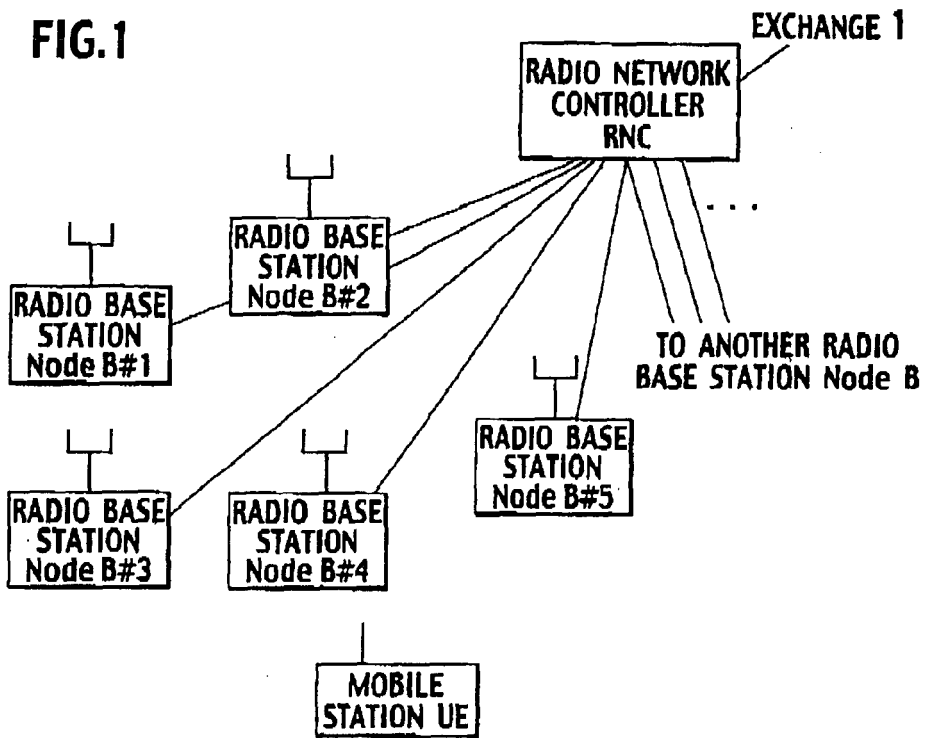 FIG.1
EXCHANGE 1
RADIO NETWORK
CONTROLLER
RNC
RADIO BASE
STATION
Node B#2
RADIO BASE
STATION
Node B#1
. . .
TO ANOTHER RADIO
BASE STATION Node B
RADIO BASE
STATION
Node B#5
RADIO BASE
STATION
Node B#3
RADIO BASE
STATION
Node B#4
MOBILE
STATION UE